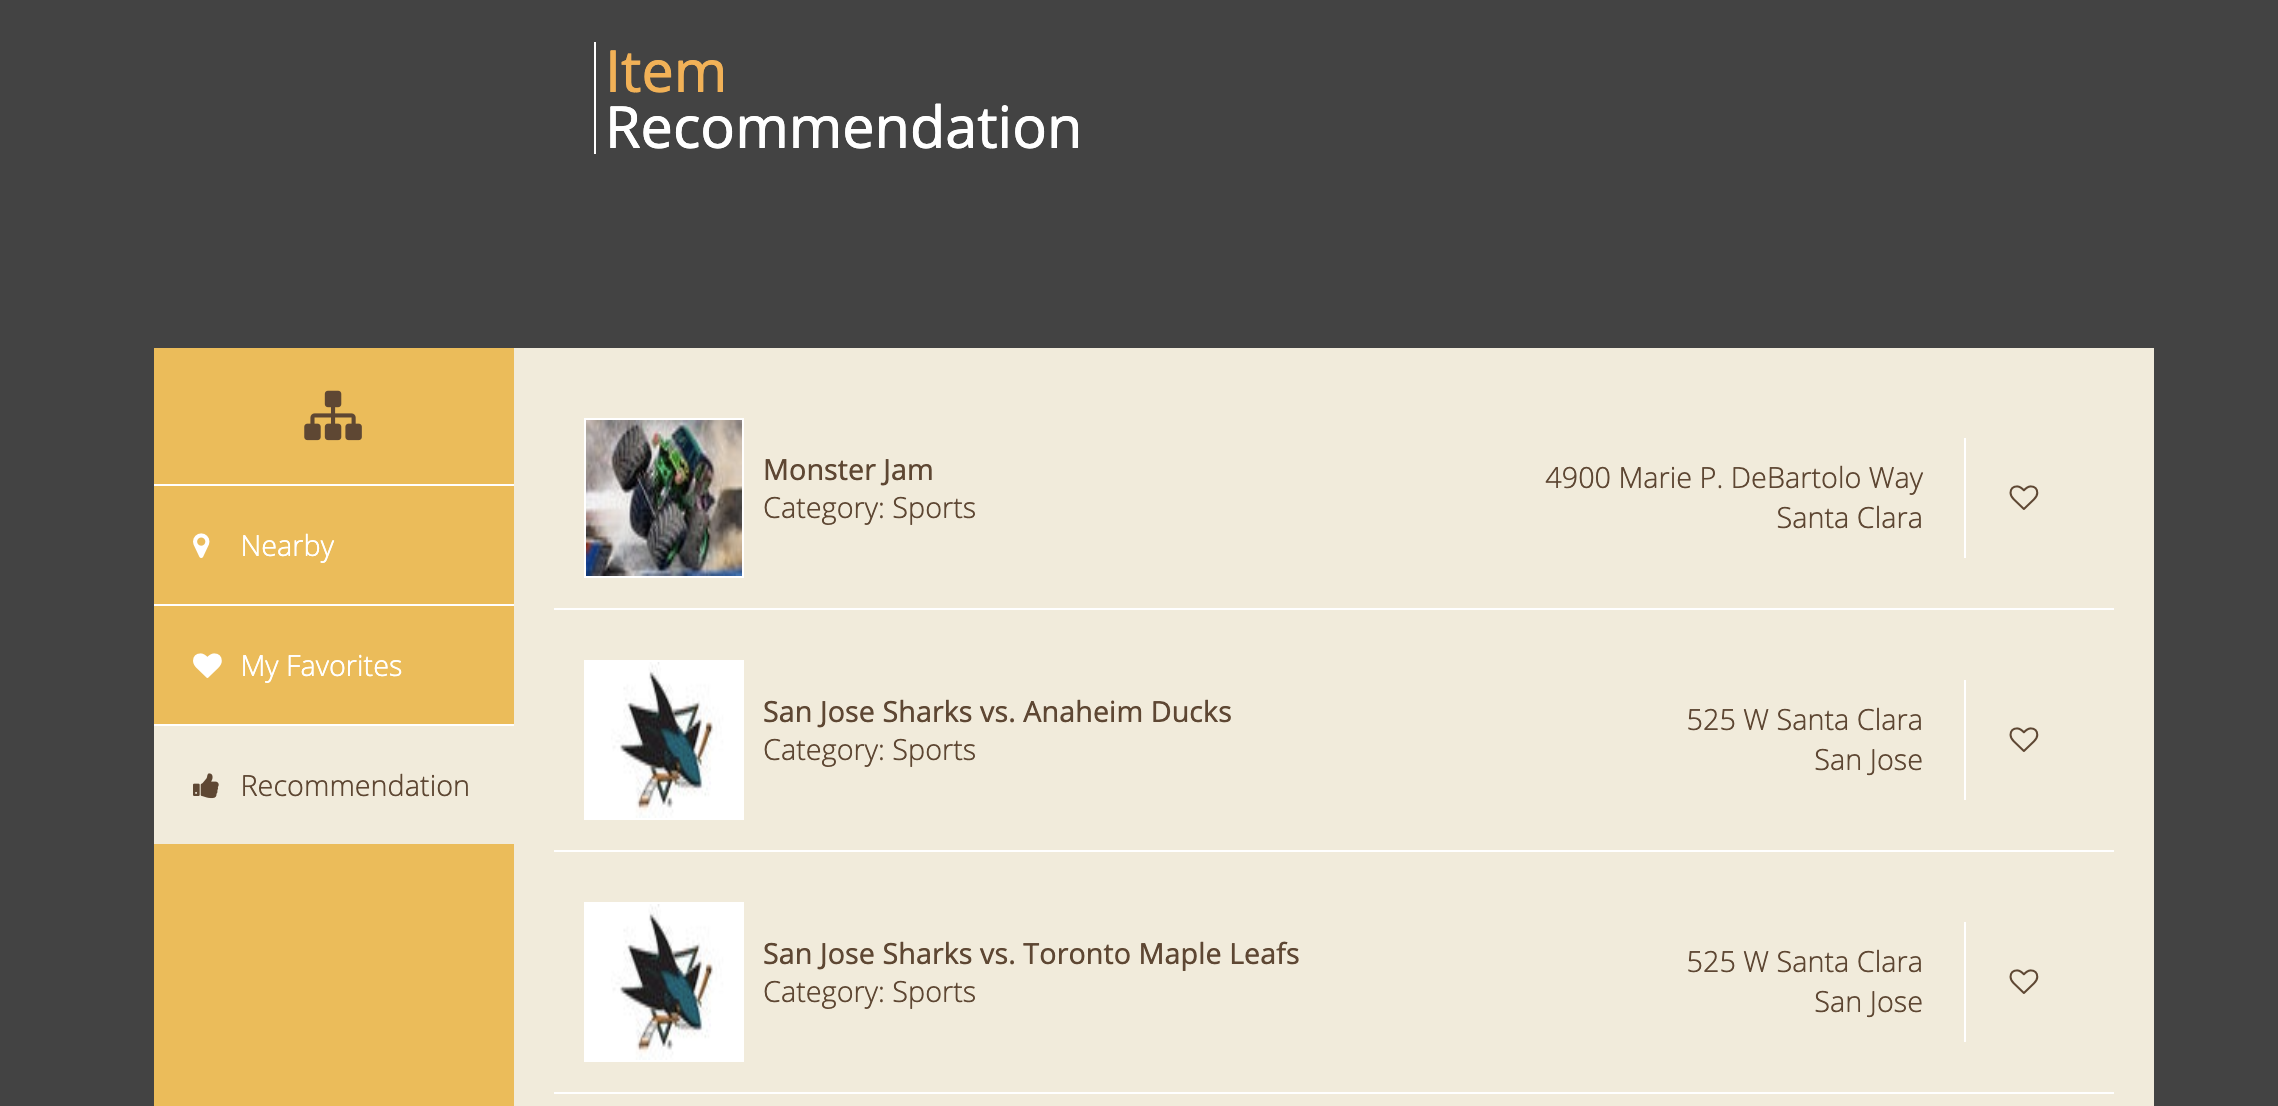 Item
Recommendation
Nearby
My Favorites
Recommendation
Monster Jam
Category: Sports
4900 Marie P. DeBartolo Way
Santa Clara
San Jose Sharks vs. Anaheim Ducks
Category: Sports
525 W Santa Clara
San Jose
San Jose Sharks vs. Toronto Maple Leafs
Category: Sports
525 W Santa Clara
San Jose